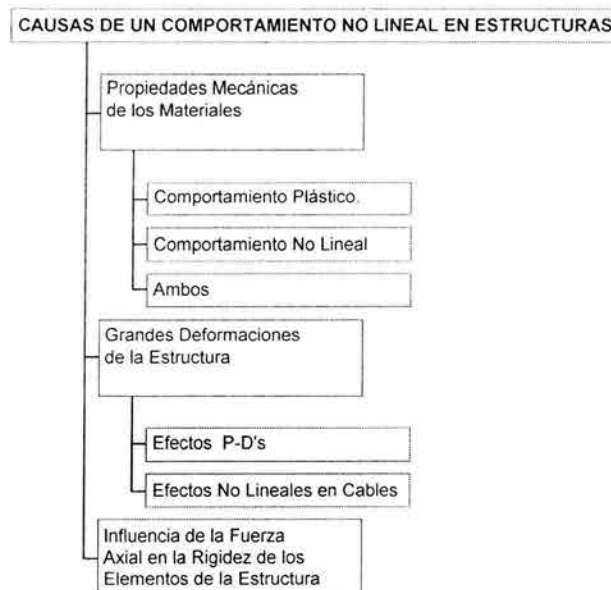 CAUSAS DE UN COMPORTAMIENTO NO LINEAL EN ESTRUCTURAS
Propiedades Mecánicas
de los Materiales
Comportamiento Plástico.
Comportamiento No Lineal
Ambos
Grandes Deformaciones
de la Estructura
Efectos P-D's
Efectos No Lineales en Cables
Influencia de la Fuerza
Axial en la Rigidez de los
Elementos de la Estructura